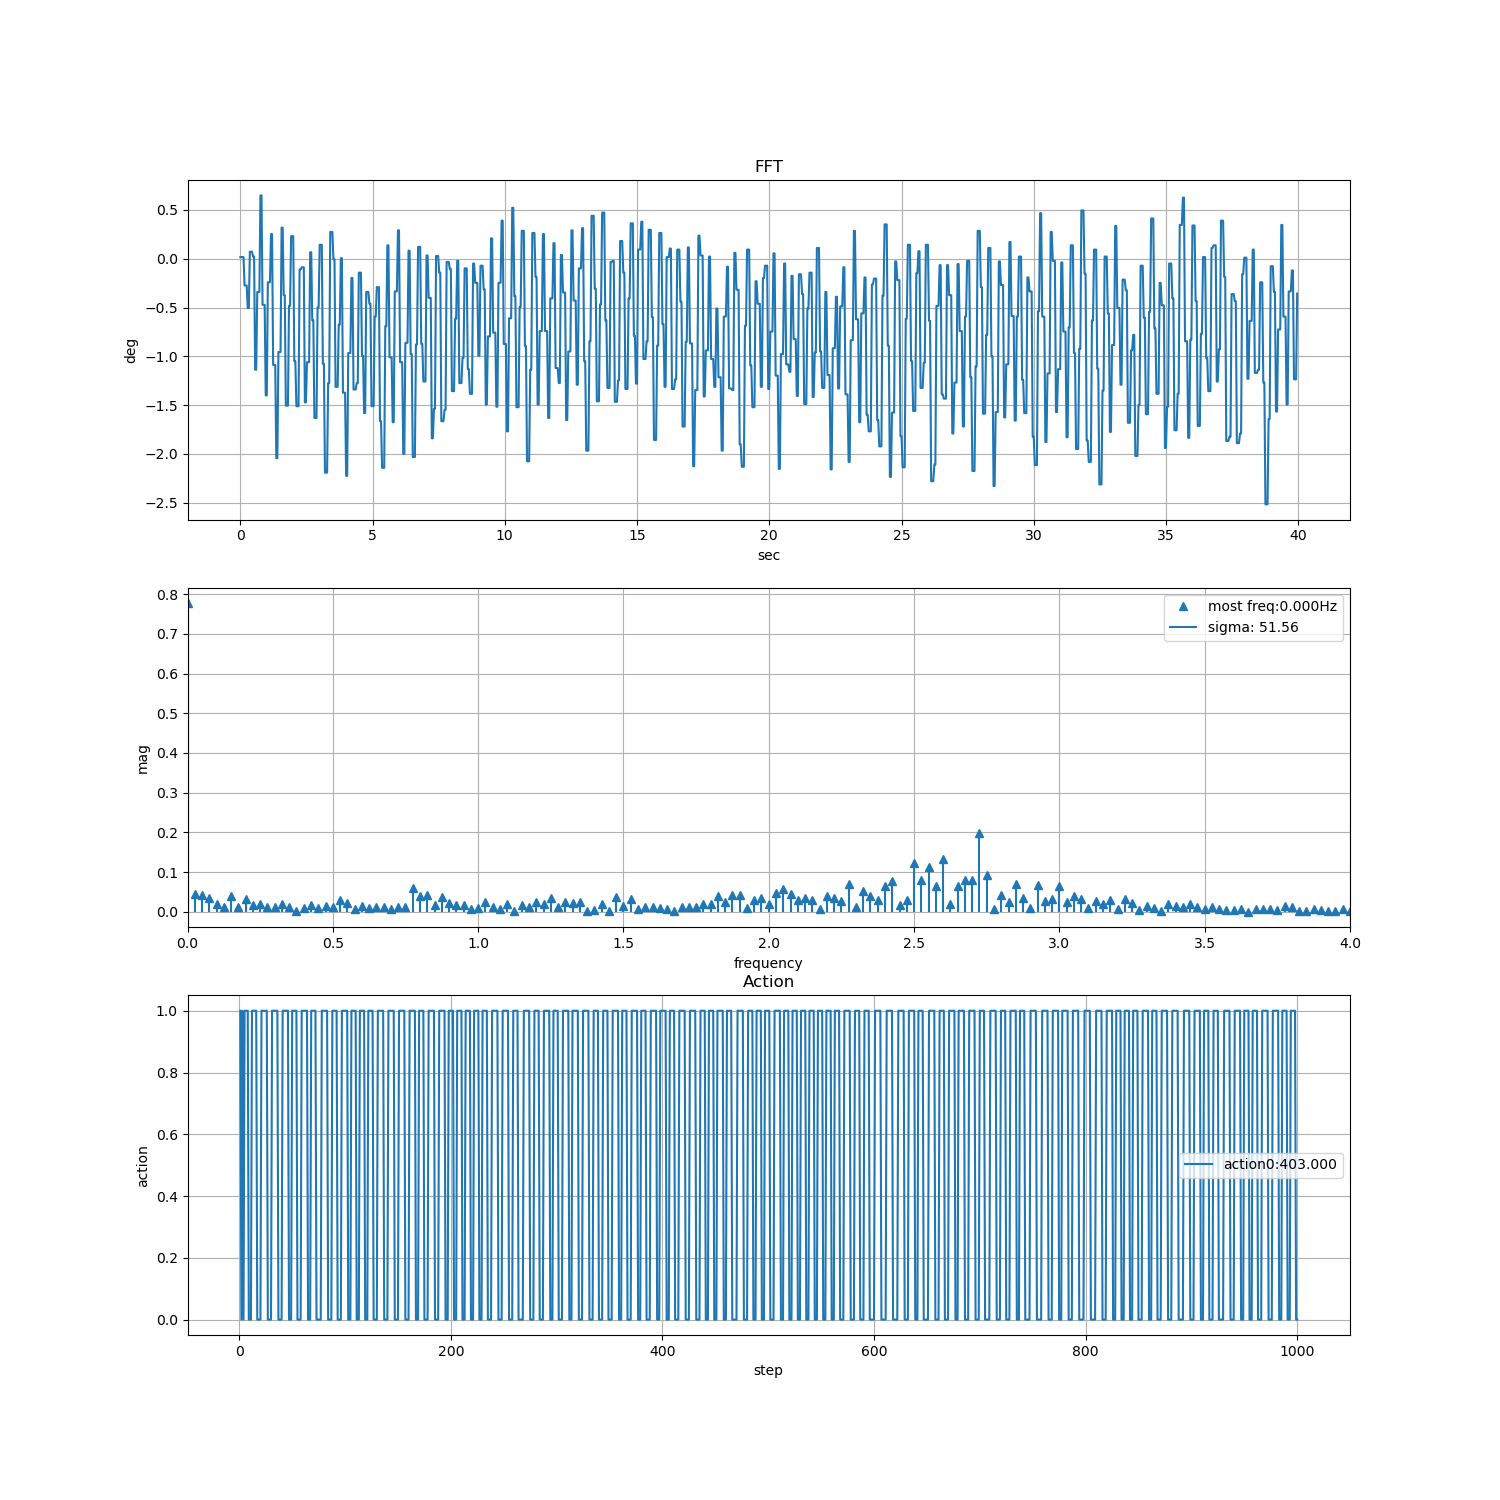 FFT
0.5
0.0
−0.5
−1.0
−1.5
−2.0
−2.5
deg
0 5 10 15 20 25 30 35 40
sec
0.8
0.7
0.6
0.5
0.4
0.3
0.2
0.1
0.0
mag
most freq:0.000Hz
sigma: 51.56
0.0 0.5 1.0 1.5 2.0 2.5 3.0 3.5 4.0
frequency
Action
1.0
0.8
0.6
0.4
0.2
0.0
action
action0:403.000
0 200 400 600 800 1000
step